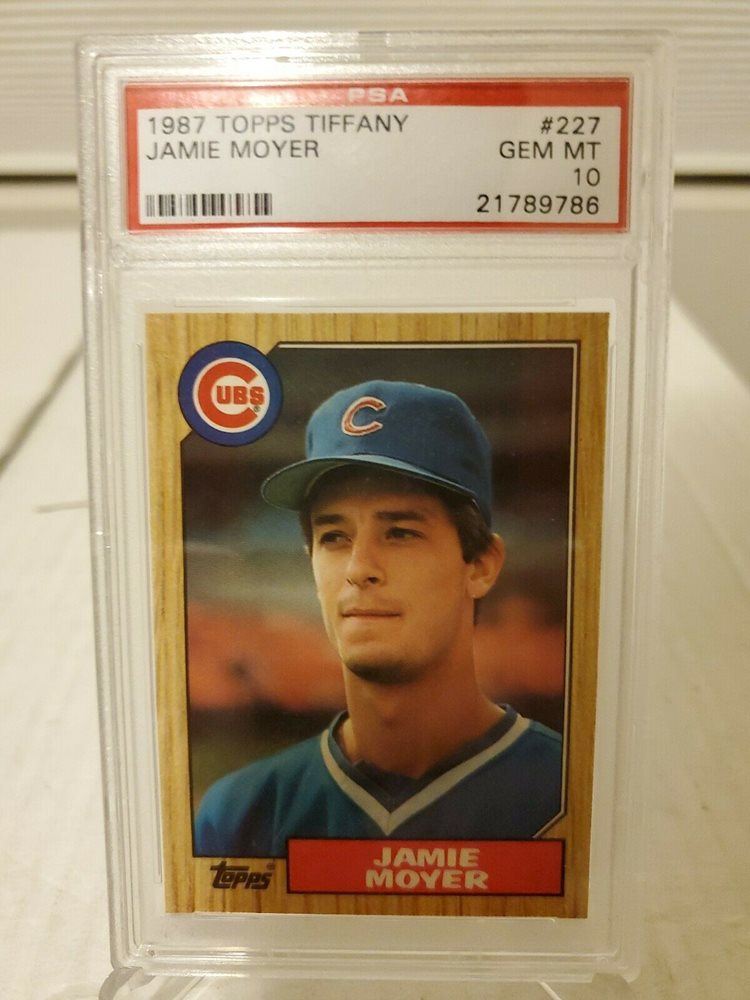 PSA
1987 TOPPS TIFFANY #227
JAMIE MOYER GEM MT
10
21789786
CUBS®
C
JAMIE
MOYER
topps®